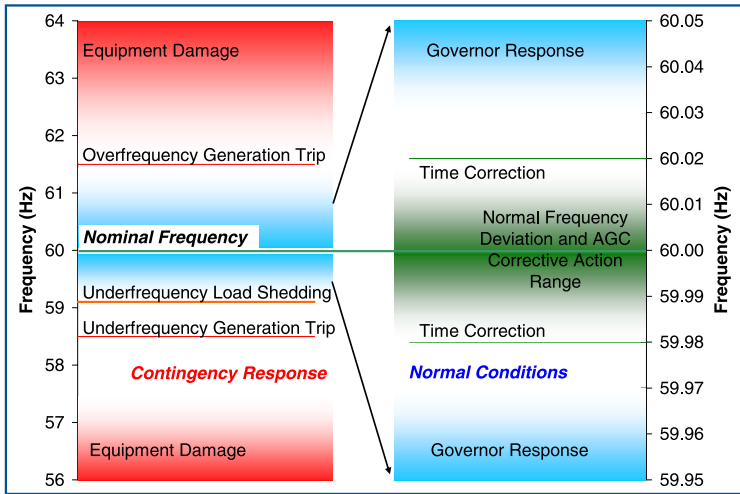 64
63
62
61
60
59
58
57
56
Frequency (Hz)
Equipment Damage
Overfrequency Generation Trip
Nominal Frequency
Underfrequency Load Shedding
Underfrequency Generation Trip
Contingency Response
Equipment Damage
Governor Response
Time Correction
Normal Frequency
Deviation and AGC
Corrective Action
Range
Time Correction
Normal Conditions
Governor Response
60.05
60.04
60.03
60.02
60.01
60.00
59.99
59.98
59.97
59.96
59.95
Frequency (Hz)